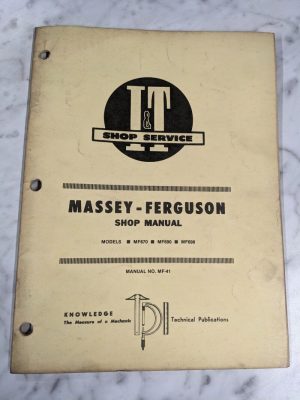 I&T
SHOP SERVICE
MASSEY-FERGUSON
SHOP MANUAL
MODELS ■ MF670 ■ MF690 ■ MF698
MANUAL NO. MF-41
KNOWLEDGE
The Measure of a Mechanic
Technical Publications